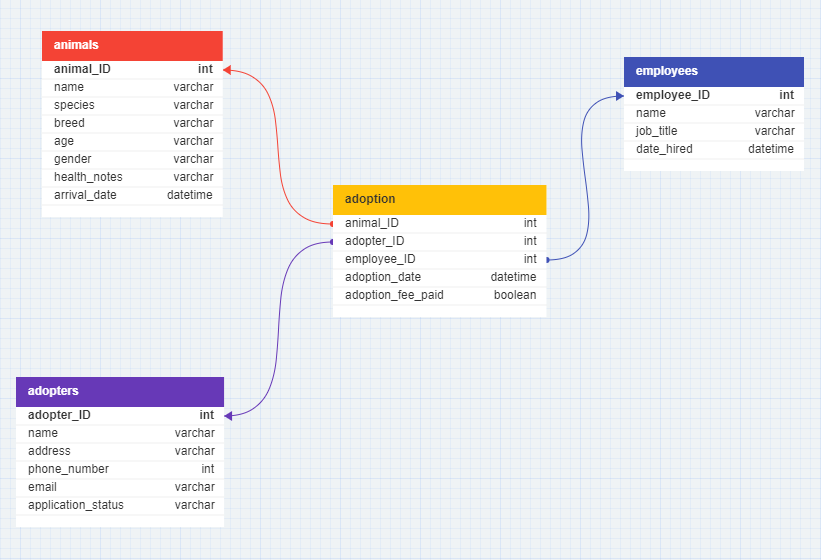 animals
animal_ID int
name varchar
species varchar
breed varchar
age varchar
gender varchar
health_notes varchar
arrival_date datetime
employees
employee_ID int
name varchar
job_title varchar
date_hired datetime
adoption
animal_ID int
adopter_ID int
employee_ID int
adoption_date datetime
adoption_fee_paid boolean
adopters
adopter_ID int
name varchar
address varchar
phone_number int
email varchar
application_status varchar